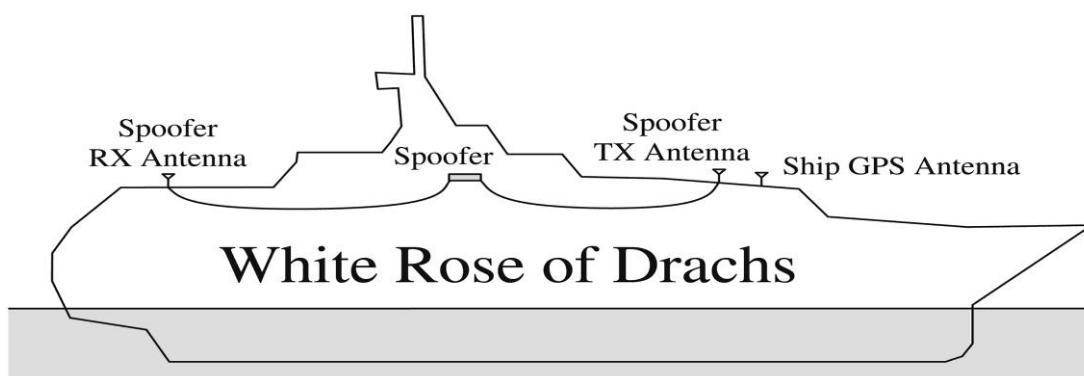 Spoofer
RX Antenna
Spoofer
Spoofer
TX Antenna
Ship GPS Antenna
White Rose of Drachs